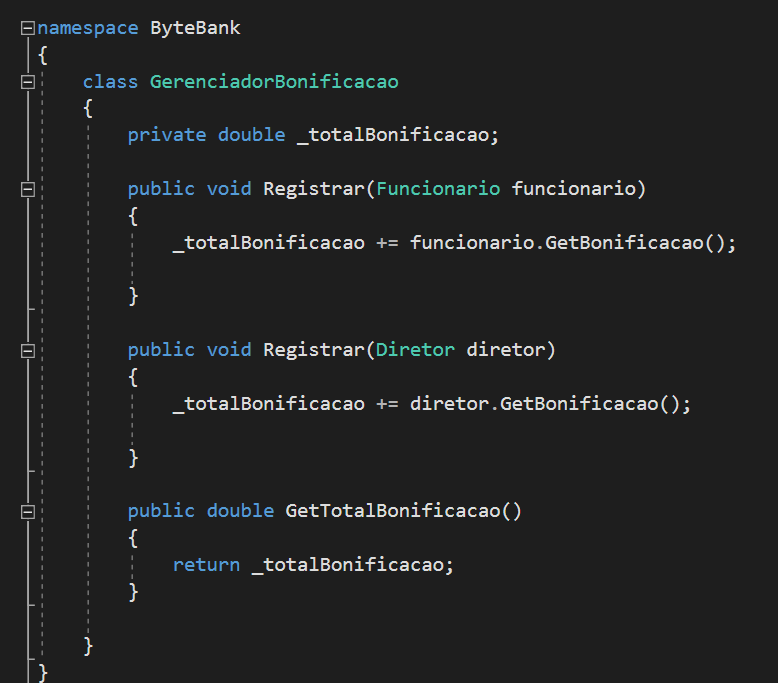 namespace ByteBank
{
class GerenciadorBonificacao
{
private double _totalBonificacao;
public void Registrar(Funcionario funcionario)
{
_totalBonificacao += funcionario.GetBonificacao();
}
public void Registrar(Diretor diretor)
{
_totalBonificacao += diretor.GetBonificacao();
}
public double GetTotalBonificacao()
{
return _totalBonificacao;
}
}
}